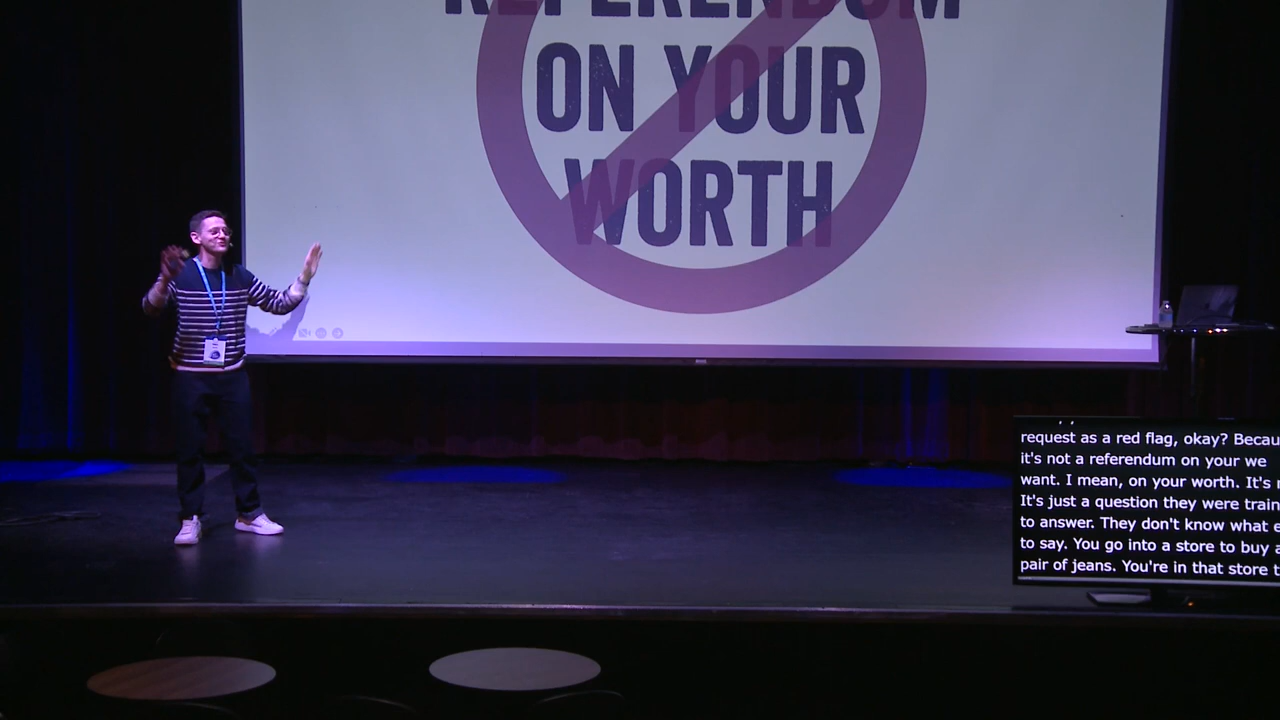 REFERENDUM
ON YOUR
WORTH
request as a red flag, okay?
it's not a referendum on your we
want. I mean, on your worth. It's
It's just a question they were
to answer. They don't know what
to say. You go into a store to buy
pair of jeans. You're in that store